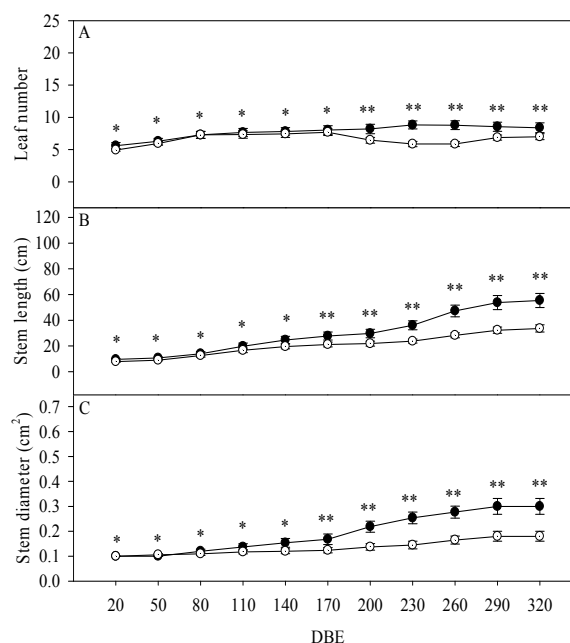 A
Leaf number
25
20
15
10
5
0
* * * * * * ** ** ** ** **
B
Stem length (cm)
120
100
80
60
40
20
0
* * * * * ** ** ** ** ** **
C
Stem diameter (cm²)
0.7
0.6
0.5
0.4
0.3
0.2
0.1
0.0
* * * * * ** ** ** ** ** **
20 50 80 110 140 170 200 230 260 290 320
DBE